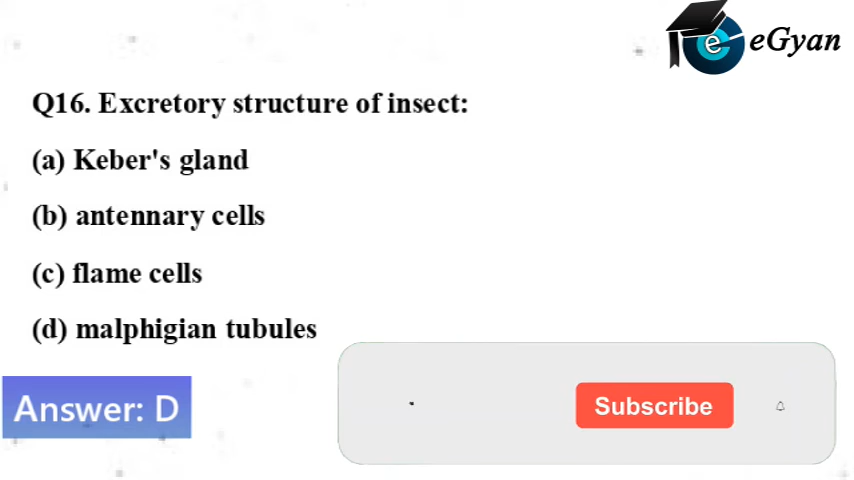 e eGyan
Q16. Excretory structure of insect:
(a) Keber's gland
(b) antennary cells
(c) flame cells
(d) malphigian tubules
Answer: D
Subscribe